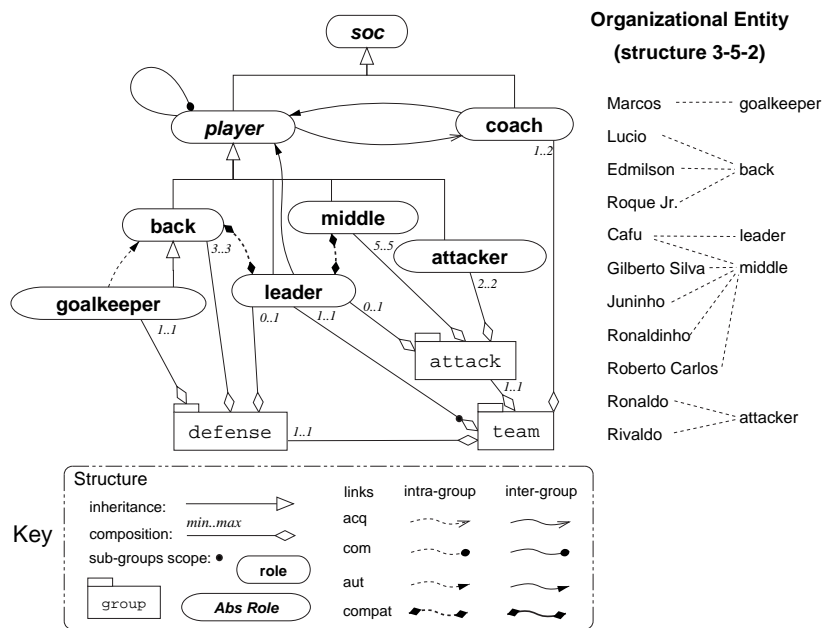 soc
player
coach
1..2
back
3..3
middle
5..5
attacker
2..2
goalkeeper
1..1
leader
0..1
1..1
0..1
attack
1..1
defense
1..1
team
Organizational Entity
(structure 3-5-2)
Marcos goalkeeper
Lucio
Edmilson back
Roque Jr.
Cafu leader
Gilberto Silva middle
Juninho
Ronaldinho
Roberto Carlos
Ronaldo
attacker
Rivaldo
Key
Structure
inheritance:
composition: min..max
sub-groups scope:
role
group
Abs Role
links intra-group inter-group
acq
com
aut
compat